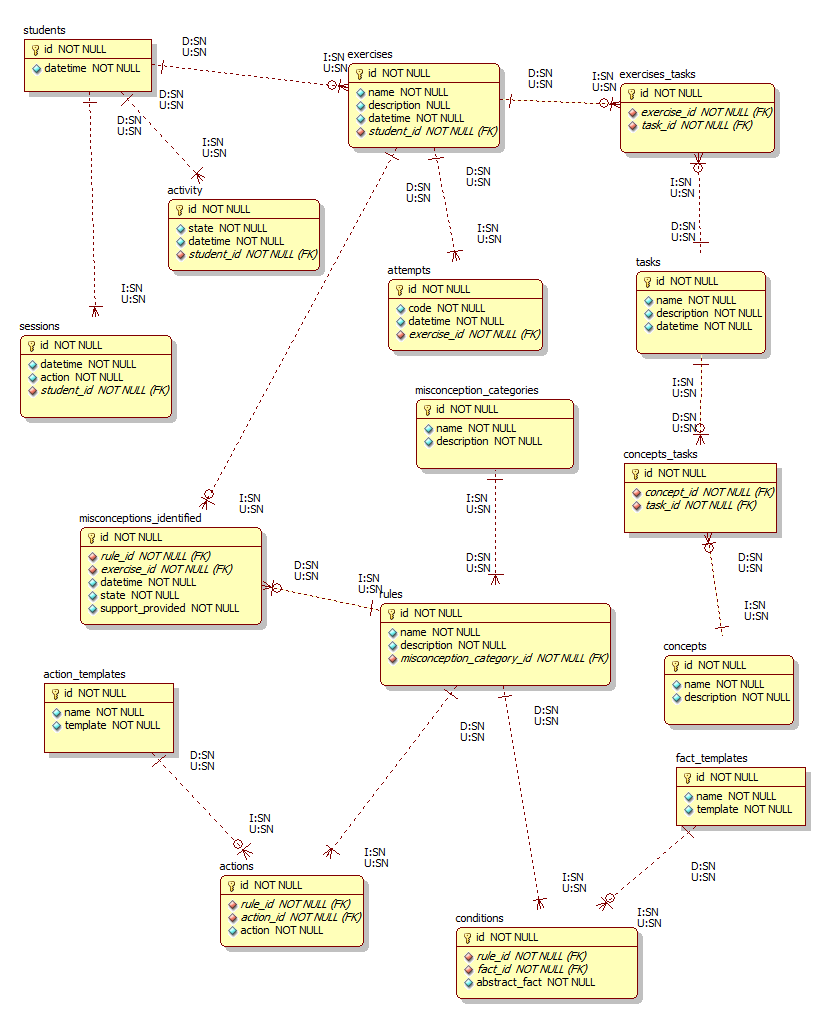 students
id NOT NULL
datetime NOT NULL
D:SN
U:SN
I:SN
U:SN
exercises
id NOT NULL
name NOT NULL
description NULL
datetime NOT NULL
student_id NOT NULL (FK)
D:SN
U:SN
I:SN
U:SN
exercises_tasks
id NOT NULL
exercise_id NOT NULL (FK)
task_id NOT NULL (FK)
D:SN
U:SN
D:SN
U:SN
I:SN
U:SN
activity
id NOT NULL
state NOT NULL
datetime NOT NULL
student_id NOT NULL (FK)
D:SN
U:SN
D:SN
U:SN
I:SN
U:SN
I:SN
U:SN
D:SN
U:SN
attempts
id NOT NULL
code NOT NULL
datetime NOT NULL
exercise_id NOT NULL (FK)
tasks
id NOT NULL
name NOT NULL
description NOT NULL
datetime NOT NULL
I:SN
U:SN
sessions
id NOT NULL
datetime NOT NULL
action NOT NULL
student_id NOT NULL (FK)
misconception_categories
id NOT NULL
name NOT NULL
description NOT NULL
I:SN
U:SN
D:SN
U:SN
concepts_tasks
id NOT NULL
concept_id NOT NULL (FK)
task_id NOT NULL (FK)
I:SN
U:SN
I:SN
U:SN
misconceptions_identified
id NOT NULL
rule_id NOT NULL (FK)
exercise_id NOT NULL (FK)
datetime NOT NULL
state NOT NULL
support_provided NOT NULL
D:SN
U:SN
I:SN
U:SN
D:SN
U:SN
D:SN
U:SN
I:SN
U:SN
rules
id NOT NULL
name NOT NULL
description NOT NULL
misconception_category_id NOT NULL (FK)
concepts
id NOT NULL
name NOT NULL
description NOT NULL
action_templates
id NOT NULL
name NOT NULL
template NOT NULL
D:SN
U:SN
D:SN
U:SN
D:SN
U:SN
fact_templates
id NOT NULL
name NOT NULL
template NOT NULL
I:SN
U:SN
I:SN
U:SN
I:SN
U:SN
D:SN
U:SN
actions
id NOT NULL
rule_id NOT NULL (FK)
action_id NOT NULL (FK)
action NOT NULL
I:SN
U:SN
conditions
id NOT NULL
rule_id NOT NULL (FK)
fact_id NOT NULL (FK)
abstract_fact NOT NULL